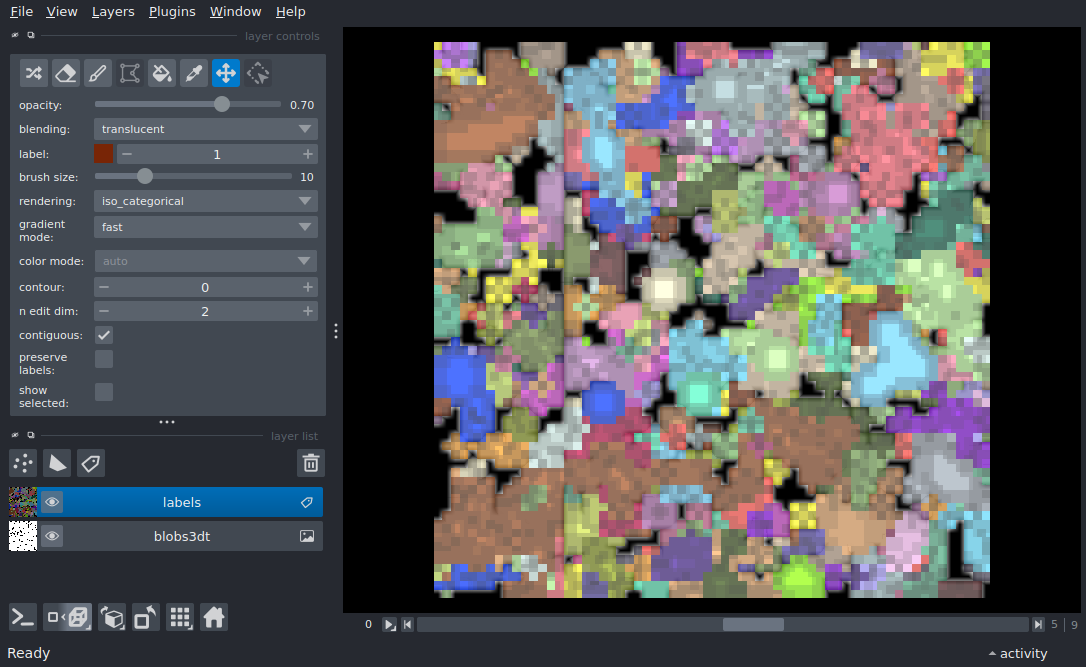 File View Layers Plugins Window Help
layer controls
opacity: 0.70
blending: translucent
label: 1
brush size: 10
rendering: iso_categorical
gradient
mode: fast
color mode: auto
contour: 0
n edit dim: 2
contiguous:
preserve
labels:
show
selected:
layer list
labels
blobs3dt
0 5 | 9
Ready activity